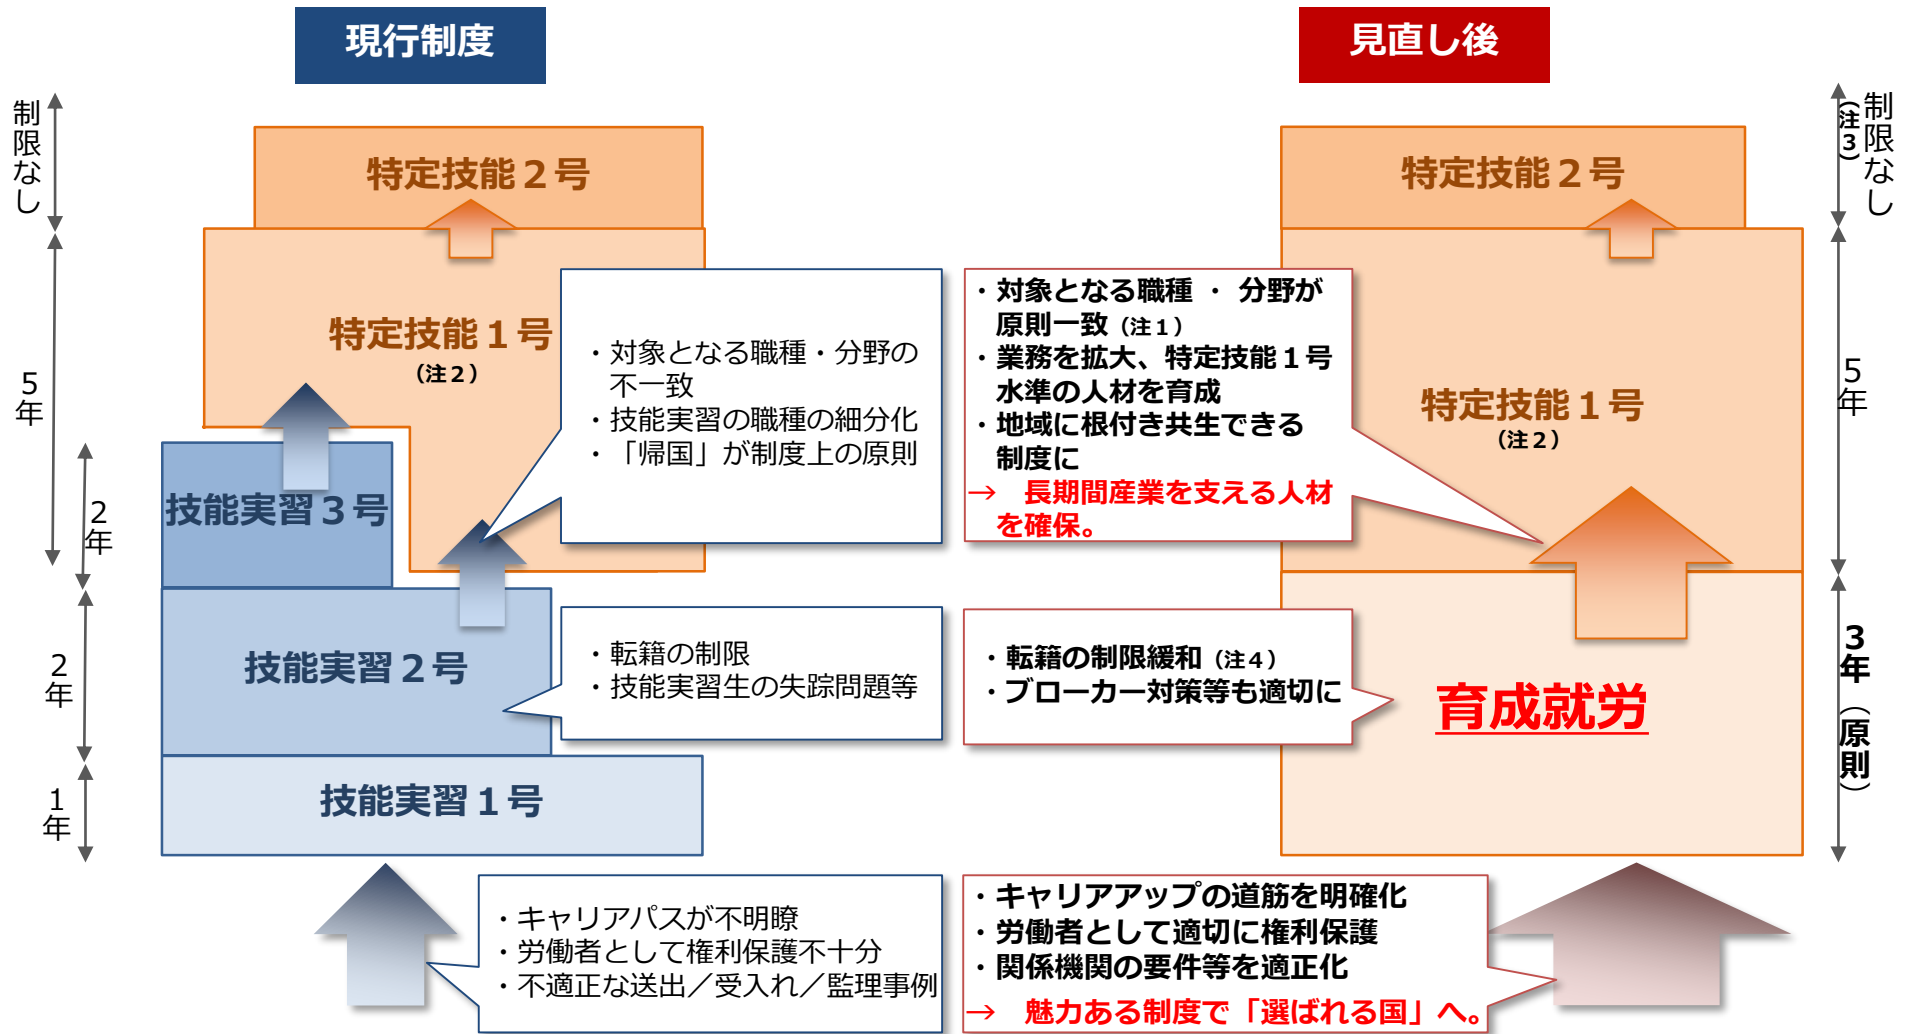 現行制度
制限なし
5年
2年
2年
1年
特定技能２号
特定技能１号
（注２）
技能実習３号
技能実習２号
技能実習１号
・対象となる職種・分野の
不一致
・技能実習の職種の細分化
・「帰国」が制度上の原則
・転籍の制限
・技能実習生の失踪問題等
・キャリアパスが不明瞭
・労働者として権利保護不十分
・不適正な送出／受入れ／監理事例
見直し後
・対象となる職種 ・ 分野が
原則一致（注１）
・業務を拡大、特定技能１号
水準の人材を育成
・地域に根付き共生できる
制度に
→ 長期間産業を支える人材
を確保。
・転籍の制限緩和（注４）
・ブローカー対策等も適切に
・キャリアアップの道筋を明確化
・労働者として適切に権利保護
・関係機関の要件等を適正化
→ 魅力ある制度で「選ばれる国」へ。
特定技能２号
特定技能１号
（注２）
育成就労
制限なし
（注３）
5年
3年（原則）